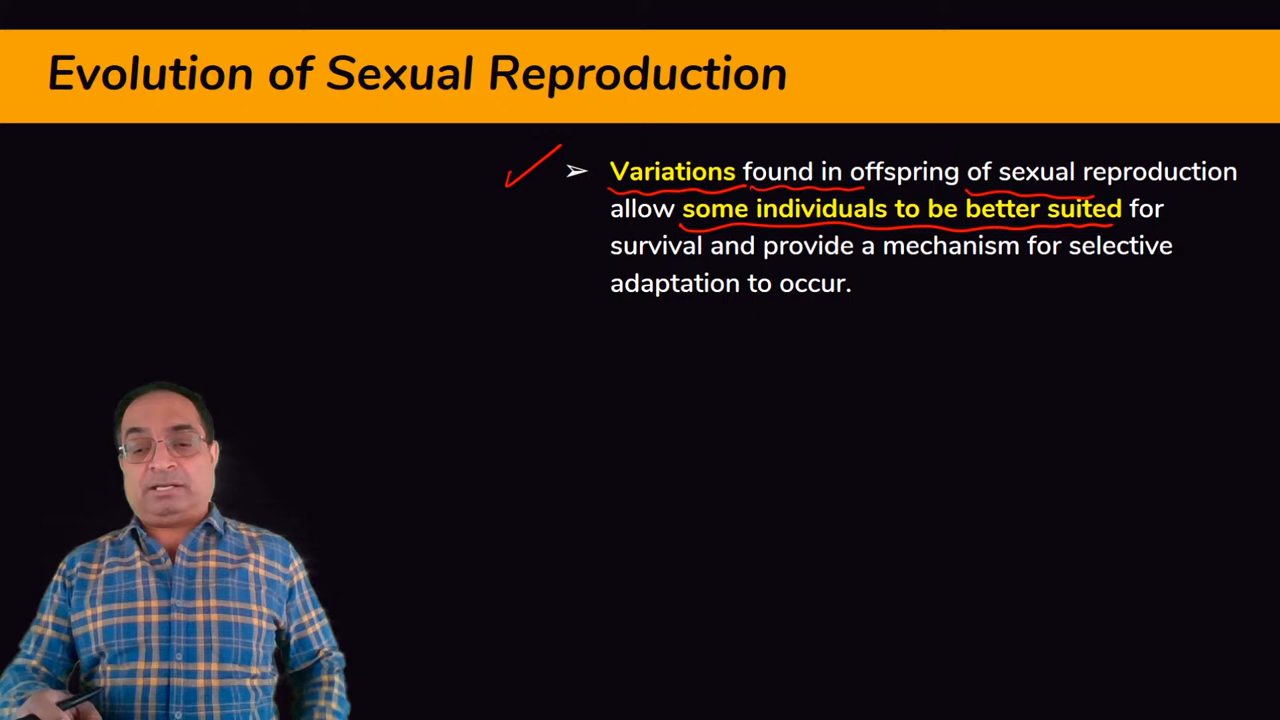 Evolution of Sexual Reproduction
➢ Variations found in offspring of sexual reproduction
allow some individuals to be better suited for
survival and provide a mechanism for selective
adaptation to occur.